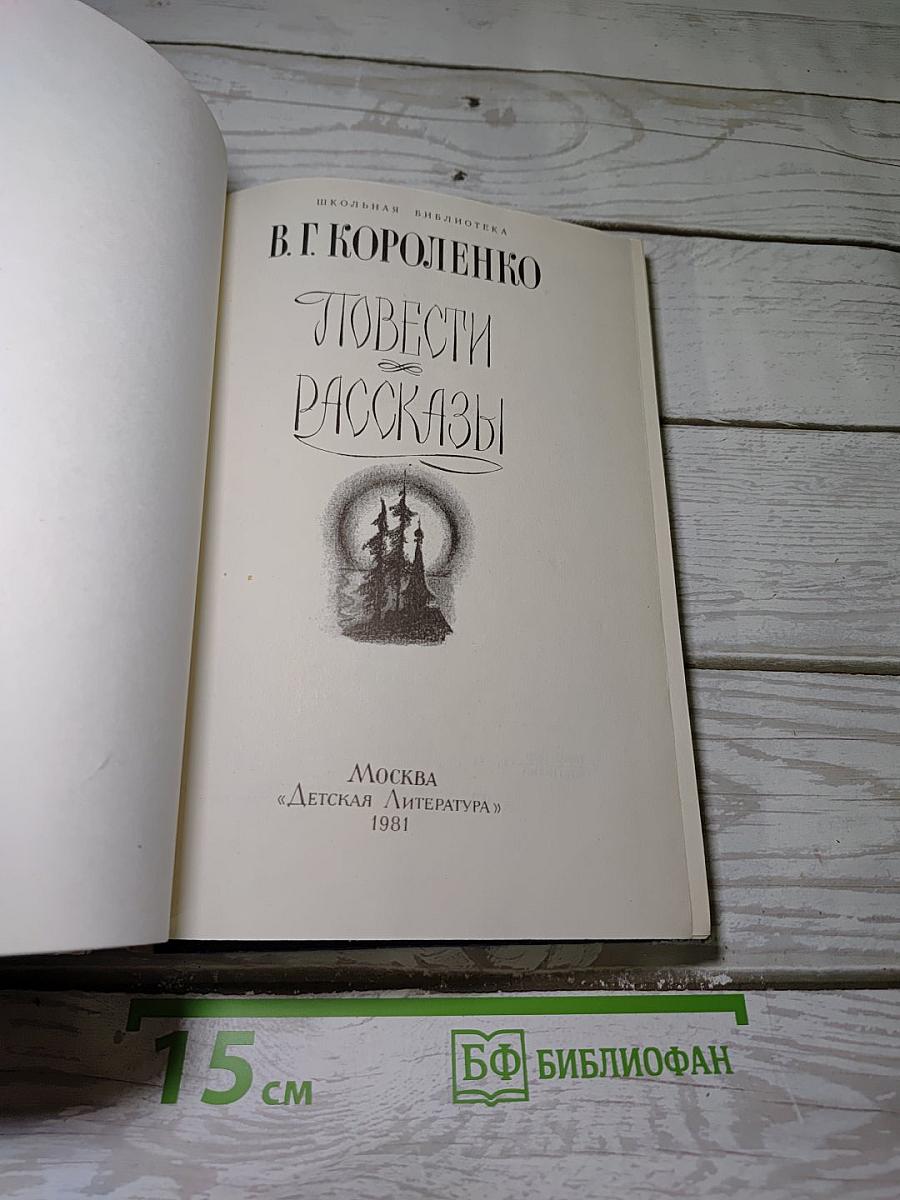 ШКОЛЬНАЯ БИБЛИОТЕКА
В. Г. КОРОЛЕНКО
ПОВЕСТИ
РАССКАЗЫ
МОСКВА
«ДЕТСКАЯ ЛИТЕРАТУРА»
1981
15 см
БФ БИБЛИОФАН